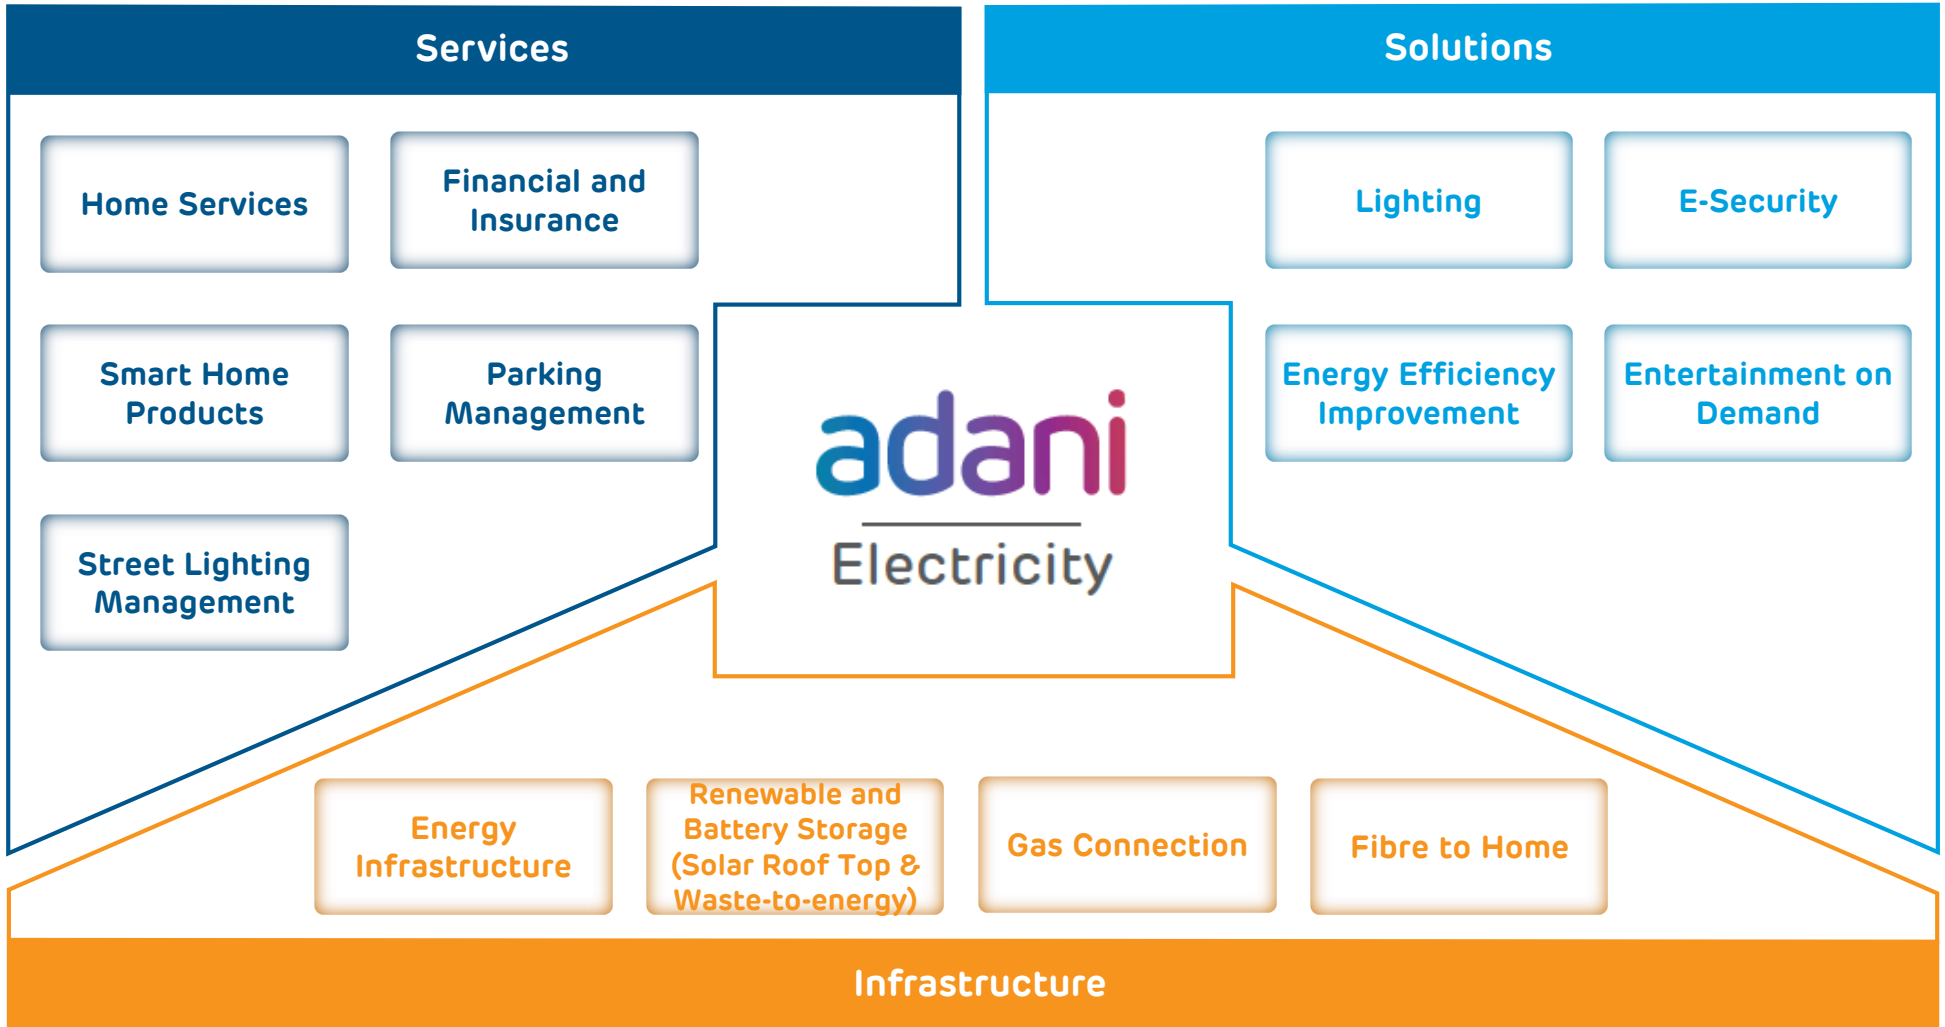 Services
Home Services
Financial and
Insurance
Smart Home
Products
Parking
Management
Street Lighting
Management
Solutions
Lighting
E-Security
Energy Efficiency
Improvement
Entertainment on
Demand
adani
Electricity
Energy
Infrastructure
Renewable and
Battery Storage
(Solar Roof Top &
Waste-to-energy)
Gas Connection
Fibre to Home
Infrastructure